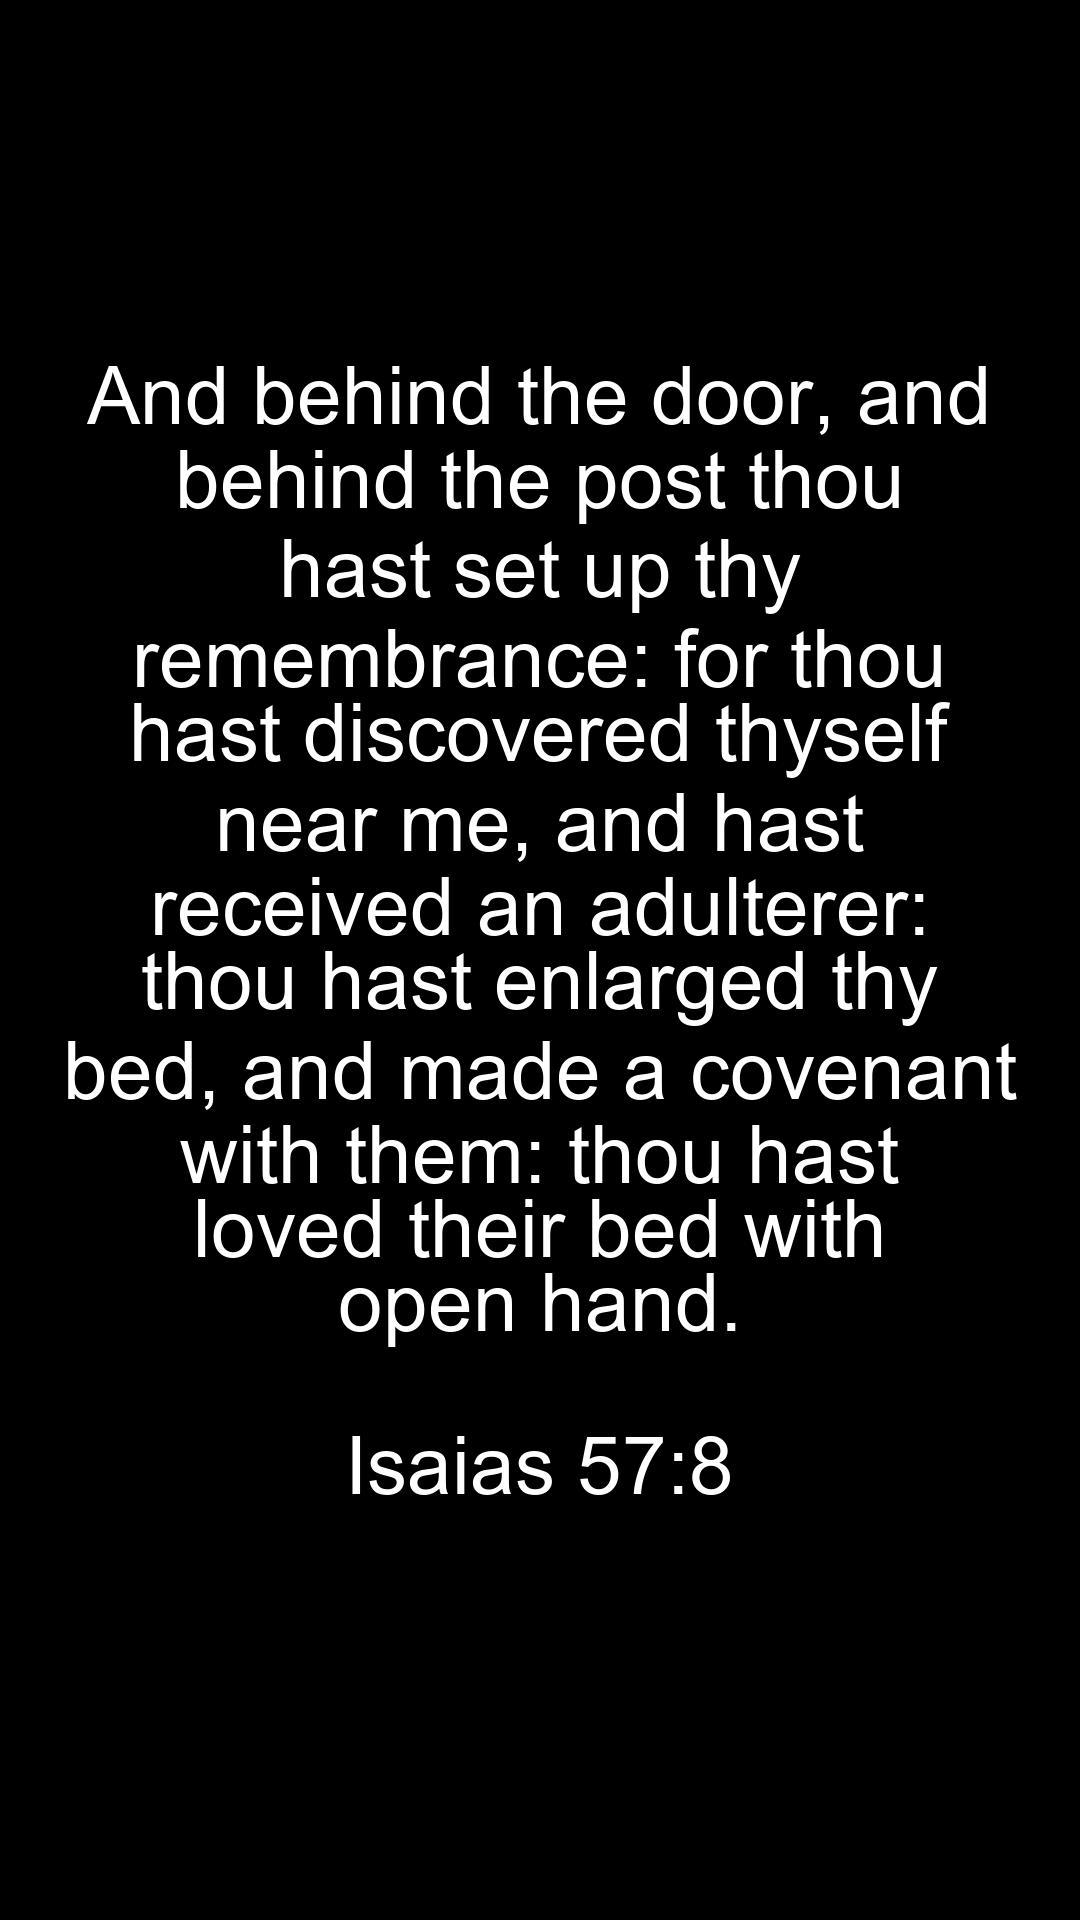 And behind the door, and
behind the post thou
hast set up thy
remembrance: for thou
hast discovered thyself
near me, and hast
received an adulterer:
thou hast enlarged thy
bed, and made a covenant
with them: thou hast
loved their bed with
open hand.
Isaias 57:8